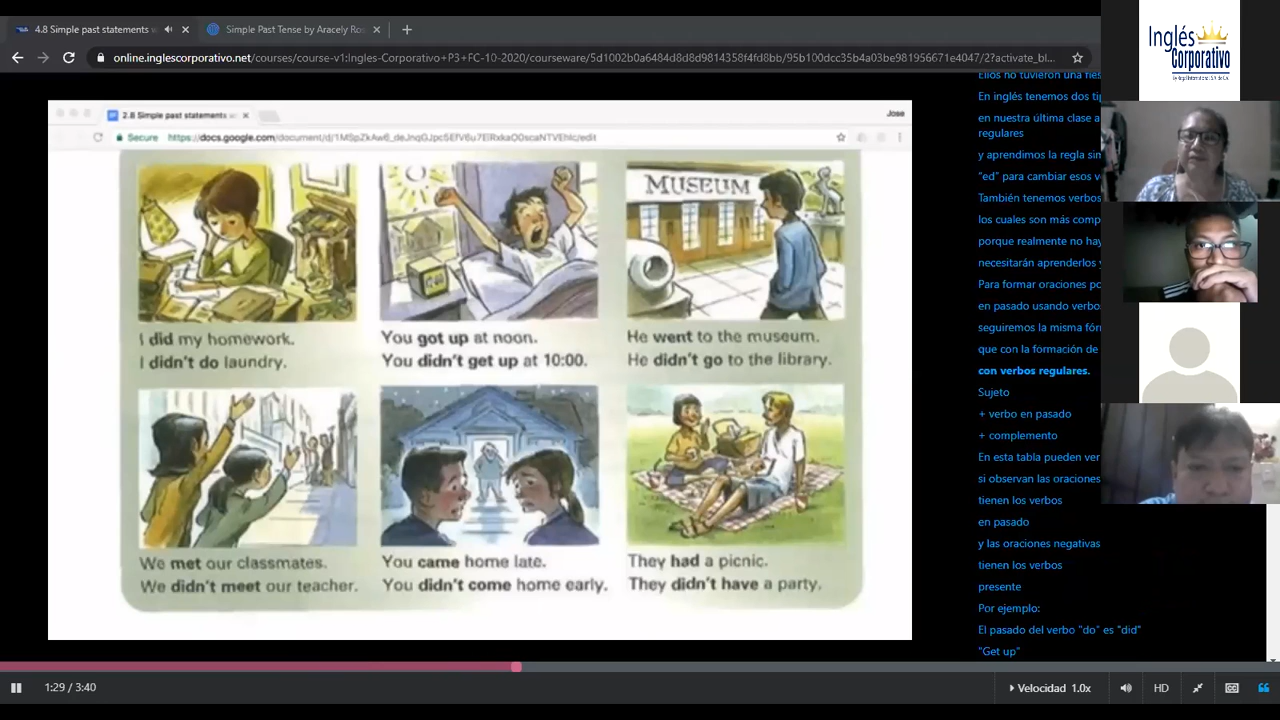 4.8 Simple past statements
Simple Past Tense by Aracely Ros
online.inglescorporativo.net/courses/course-v1:Ingles-Corporativo+P3+FC-10-2020/courseware/5d1002b0a6484d8d8d9814358f4fd8bb/95b100dcc35b4a03be981956671e4047/2?activate_bl...
Inglés
Corporativo
2.8 Simple past statements
Jose
Secure
MUSEUM
I did my homework.
I didn't do laundry.
You got up at noon.
You didn't get up at 10:00.
He went to the museum.
He didn't go to the library.
We met our classmates.
We didn't meet our teacher.
You came home late.
You didn't come home early.
They had a picnic.
They didn't have a party.
Ellos no tuvieron una
En inglés tenemos dos
en nuestra última clase
regulares
y aprendimos la regla
"ed" para cambiar esos
También tenemos verbos
los cuales son más
porque realmente no
necesitarán aprenderlos
Para formar oraciones
en pasado usando
seguiremos la misma
que con la formación de
con verbos regulares.
Sujeto
+ verbo en pasado
+ complemento
En esta tabla pueden ver
si observan las oraciones
tienen los verbos
en pasado
y las oraciones negativas
tienen los verbos
presente
Por ejemplo:
El pasado del verbo "do" es "did"
"Get up"
1:29 / 3:40
Velocidad 1.0x
HD
CC